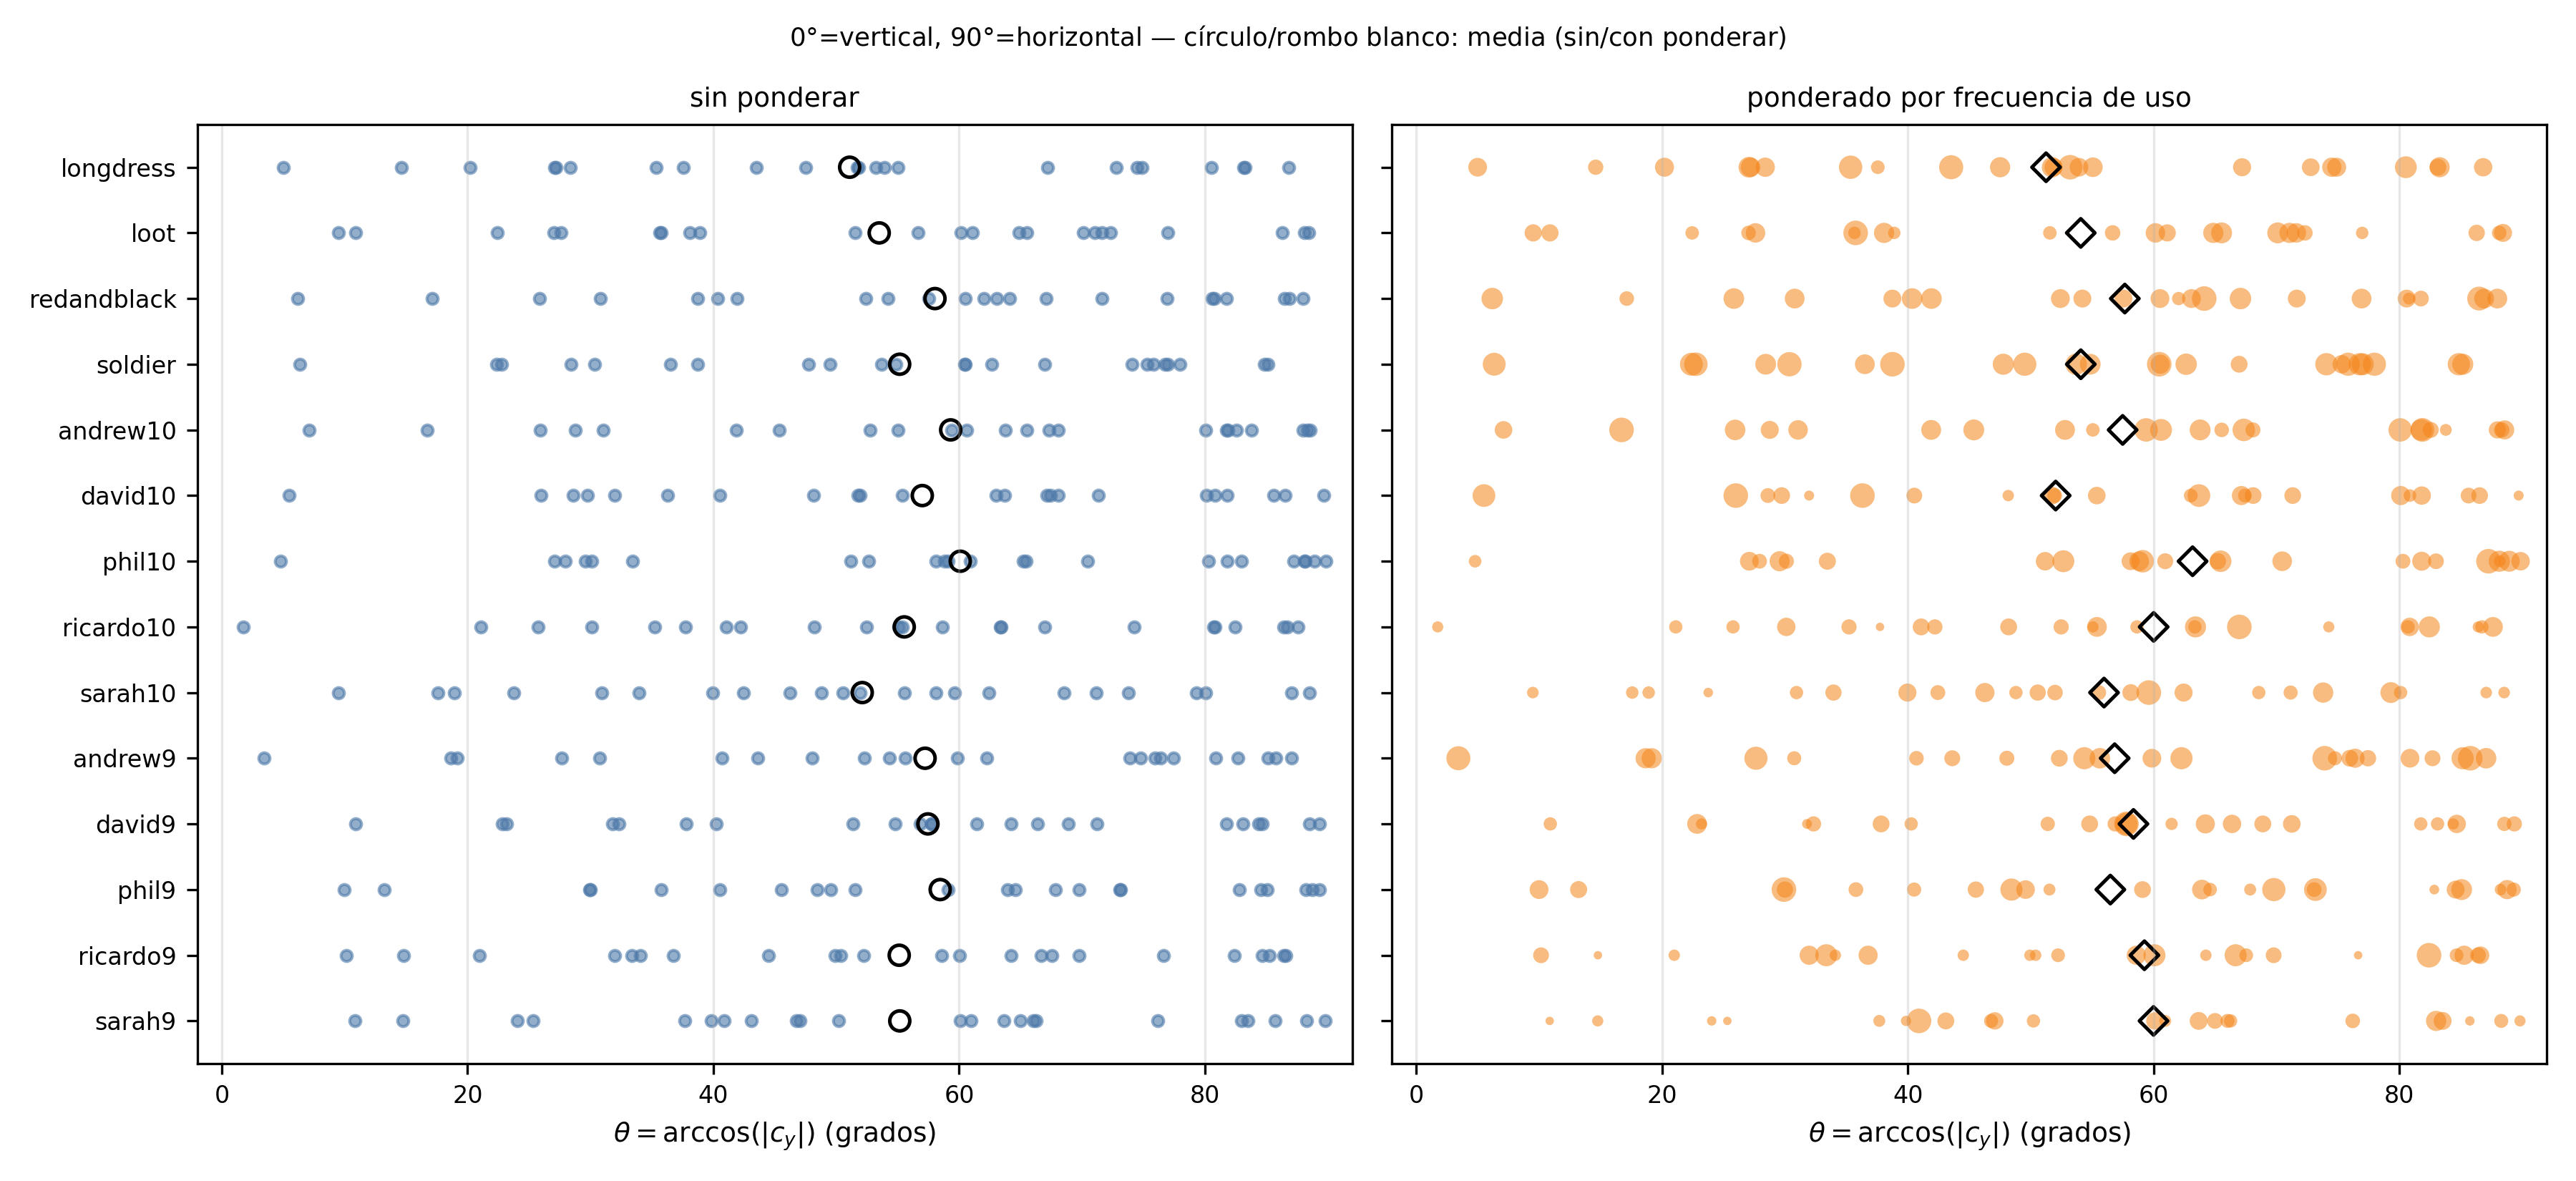 0°=vertical, 90°=horizontal — círculo/rombo blanco: media (sin/con ponderar)
sin ponderar
ponderado por frecuencia de uso
longdress
loot
redandblack
soldier
andrew10
david10
phil10
ricardo10
sarah10
andrew9
david9
phil9
ricardo9
sarah9
0 20 40 60 80
0 20 40 60 80
θ = arccos(|c_y|) (grados)
θ = arccos(|c_y|) (grados)